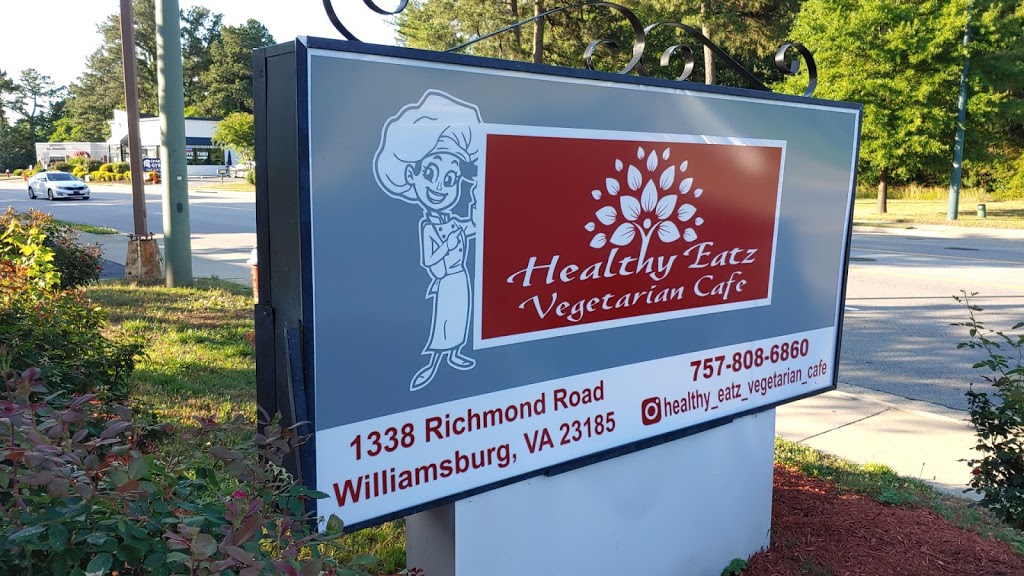 Healthy Eatz
Vegetarian Cafe
1338 Richmond Road
Williamsburg, VA 23185
757-808-6860
healthy_eatz_vegetarian_cafe